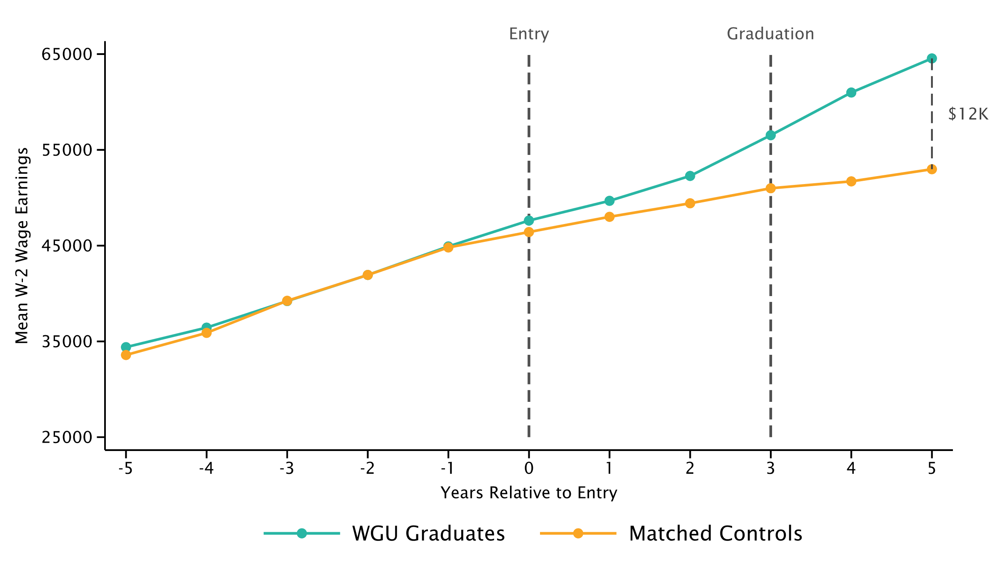 Entry
Graduation
65000
55000
45000
35000
25000
$12K
Mean W-2 Wage Earnings
-5 -4 -3 -2 -1 0 1 2 3 4 5
Years Relative to Entry
WGU Graduates
Matched Controls